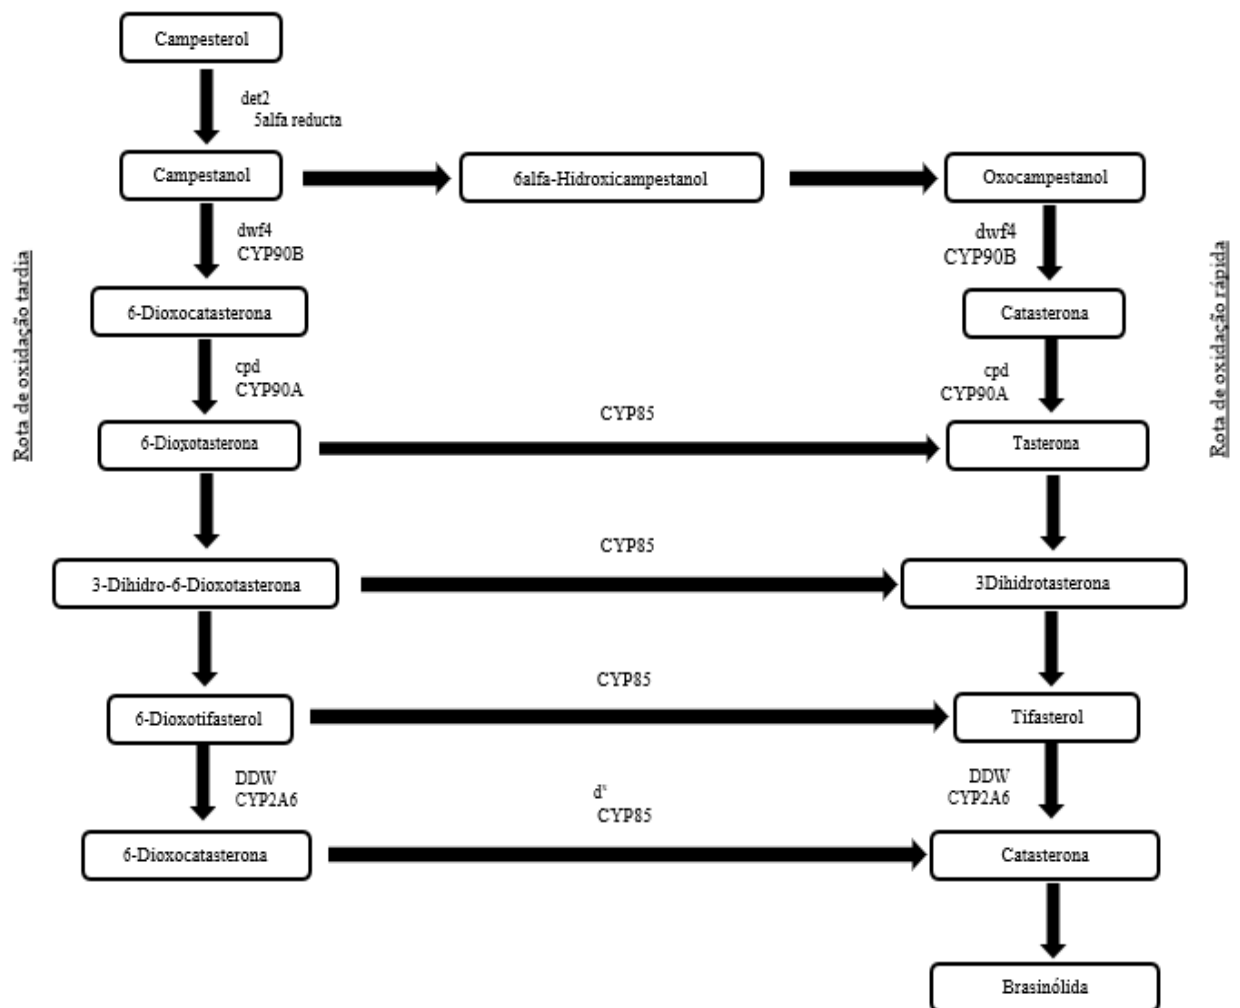 Campesterol
det2
5alfa reducta
Campestanol
6alfa-Hidroxicampestanol
Oxocampestanol
dwf4
CYP90B
dwf4
CYP90B
Rota de oxidação tardia
Rota de oxidação rápida
6-Dioxocatasterona
Catasterona
cpd
CYP90A
cpd
CYP90A
CYP85
6-Dioxotasterona
Tasterona
CYP85
3-Dihidro-6-Dioxotasterona
3Dihidrotasterona
CYP85
6-Dioxotifasterol
Tifasterol
DDW
CYP2A6
d˟
CYP85
DDW
CYP2A6
6-Dioxocatasterona
Catasterona
Brasinólida